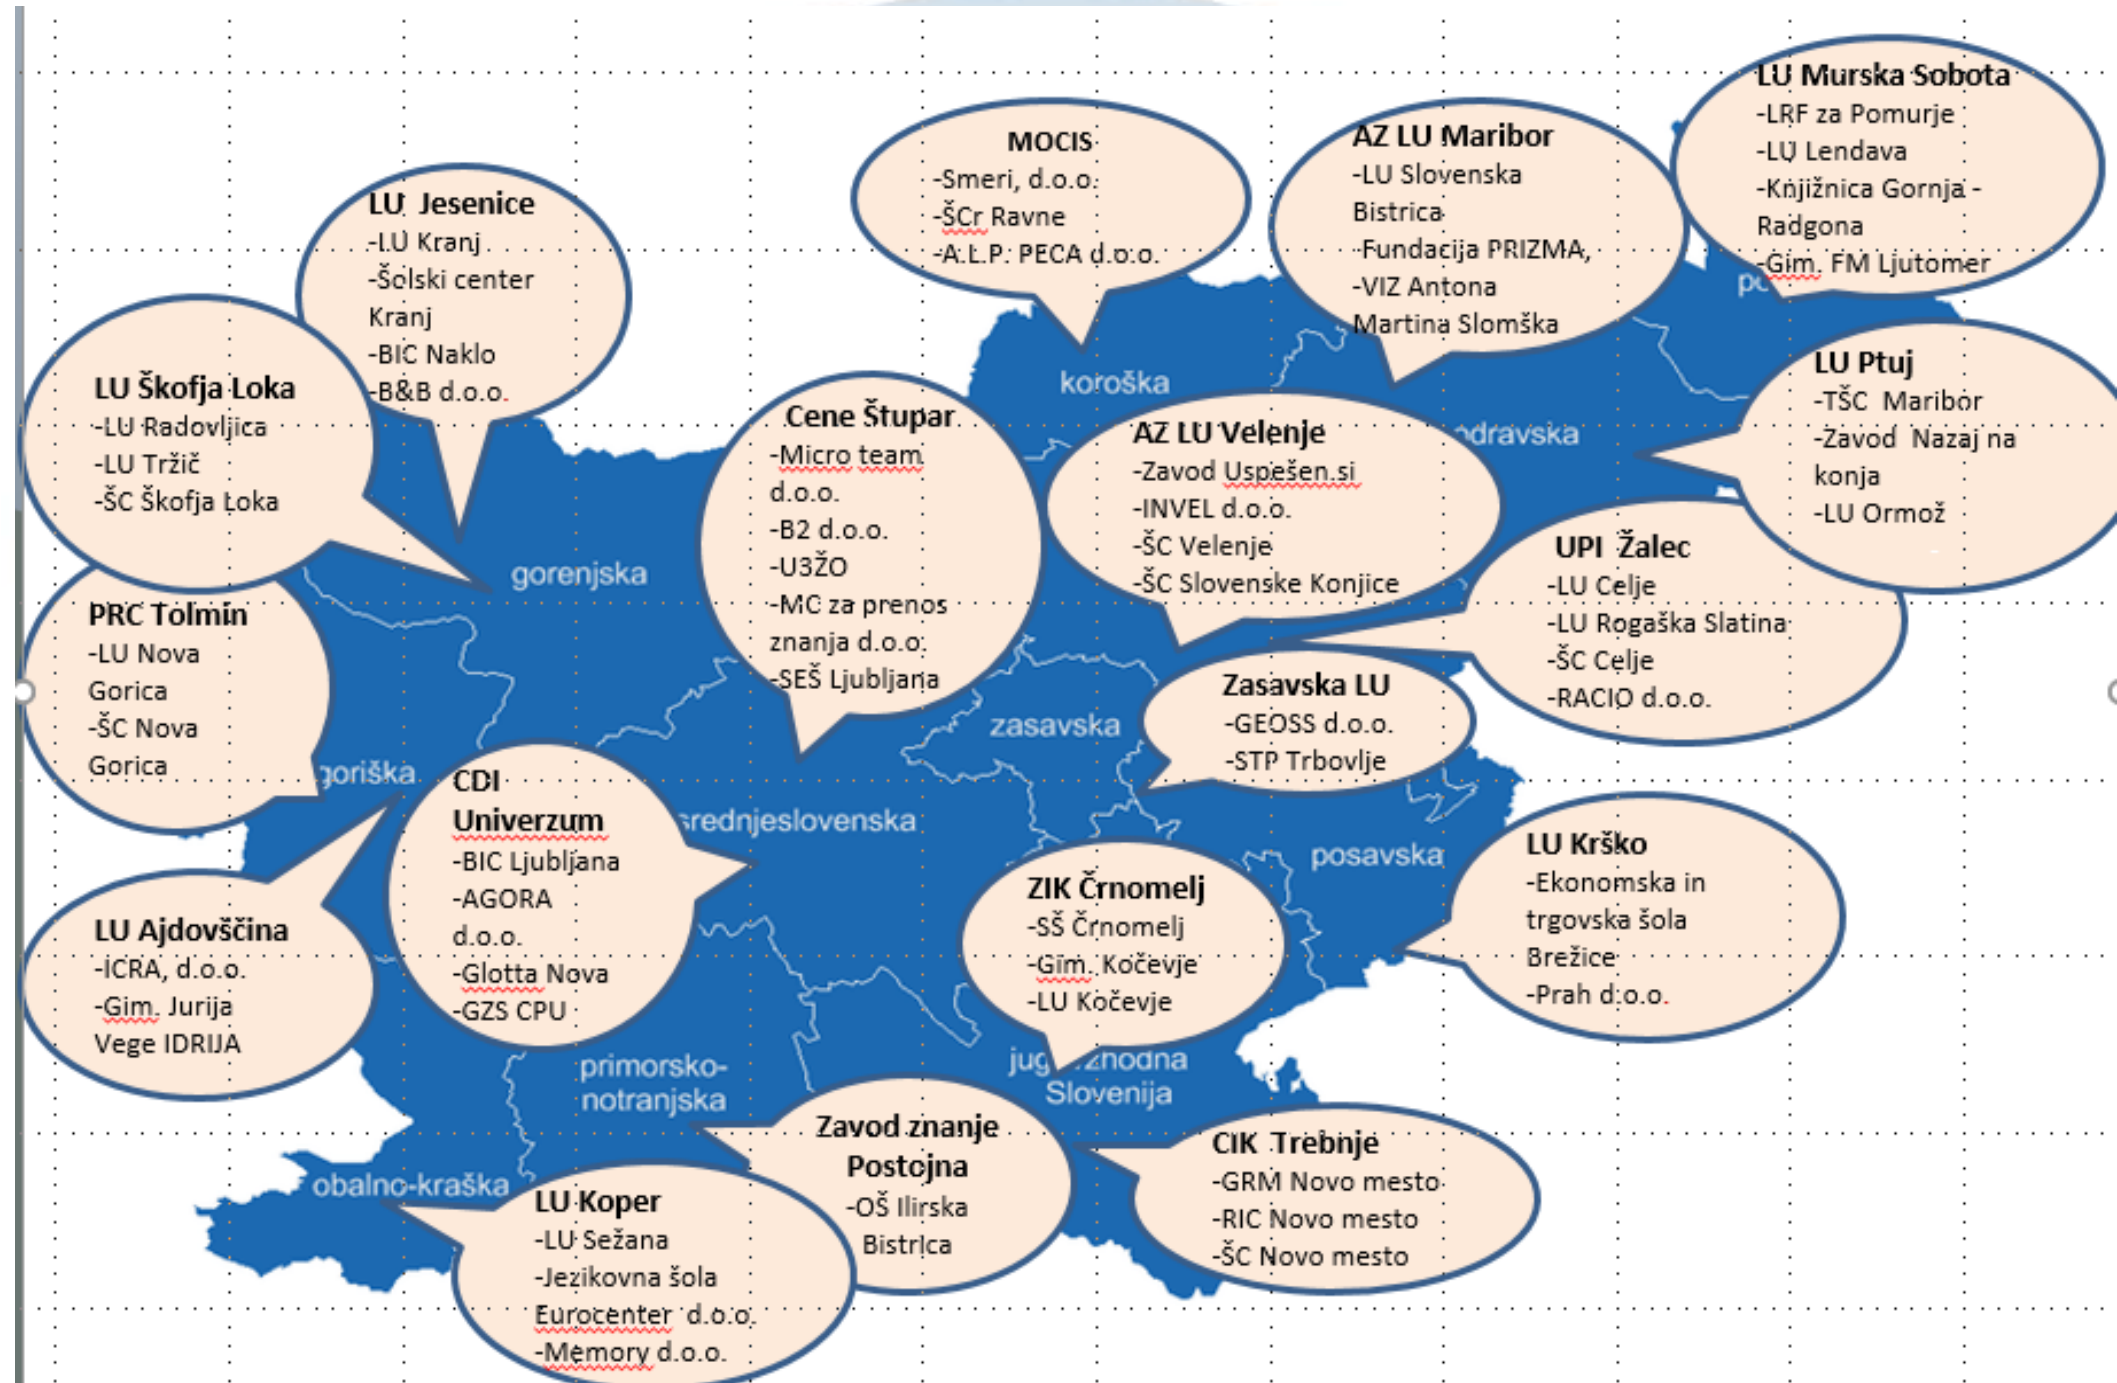 LU Murska Sobota
-LRF za Pomurje
-LU Lendava
-Knjižnica Gornja -
Radgona
-Gim. FM Ljutomer
MOCIS
-Smeri, d.o.o.
-ŠCr Ravne
-A.L.P. PECA d.o.o.
AZ LU Maribor
-LU Slovenska
Bistrica
-Fundacija PRIZMA,
-VIZ Antona
Martina Slomška
LU Jesenice
-LU Kranj
-Šolski center
Kranj
-BIC Naklo
-B&B d.o.o.
LU Škofja Loka
-LU Radovljica
-LU Tržič
-ŠC Škofja Loka
Cene Štupar
-Micro team
d.o.o.
-B2 d.o.o.
-U3ŽO
-MC za prenos
znanja d.o.o.
-SEŠ Ljubljana
koroška
AZ LU Velenje
-Zavod Uspešen.si
-INVEL d.o.o.
-ŠC Velenje
-ŠC Slovenske Konjice
LU Ptuj
-TŠC Maribor
-Zavod Nazaj na
konja
-LU Ormož
UPI Žalec
-LU Celje
-LU Rogaška Slatina
-ŠC Celje
-RACIO d.o.o.
gorenjska
PRC Tolmin
-LU Nova
Gorica
-ŠC Nova
Gorica
goriška
zasavska
Zasavska LU
-GEOSS d.o.o.
-STP Trbovlje
CDI
Univerzum
-BIC Ljubljana
-AGORA
d.o.o.
-Glotta Nova
-GZS CPU
srednjeslovenska
posavska
LU Krško
-Ekonomska in
trgovska šola
Brežice
-Prah d.o.o.
ZIK Črnomelj
-SŠ Črnomelj
-Gim. Kočevje
-LU Kočevje
LU Ajdovščina
-ICRA, d.o.o.
-Gim. Jurija
Vege IDRIJA
primorsko-
notranjska
Slovenija
Zavod znanje
Postojna
-OŠ Ilirska
Bistrica
CIK Trebnje
-GRM Novo mesto
-RIC Novo mesto
-ŠC Novo mesto
obalno-kraška
LU Koper
-LU Sežana
-Jezikovna šola
Eurocenter d.o.o.
-Memory d.o.o.